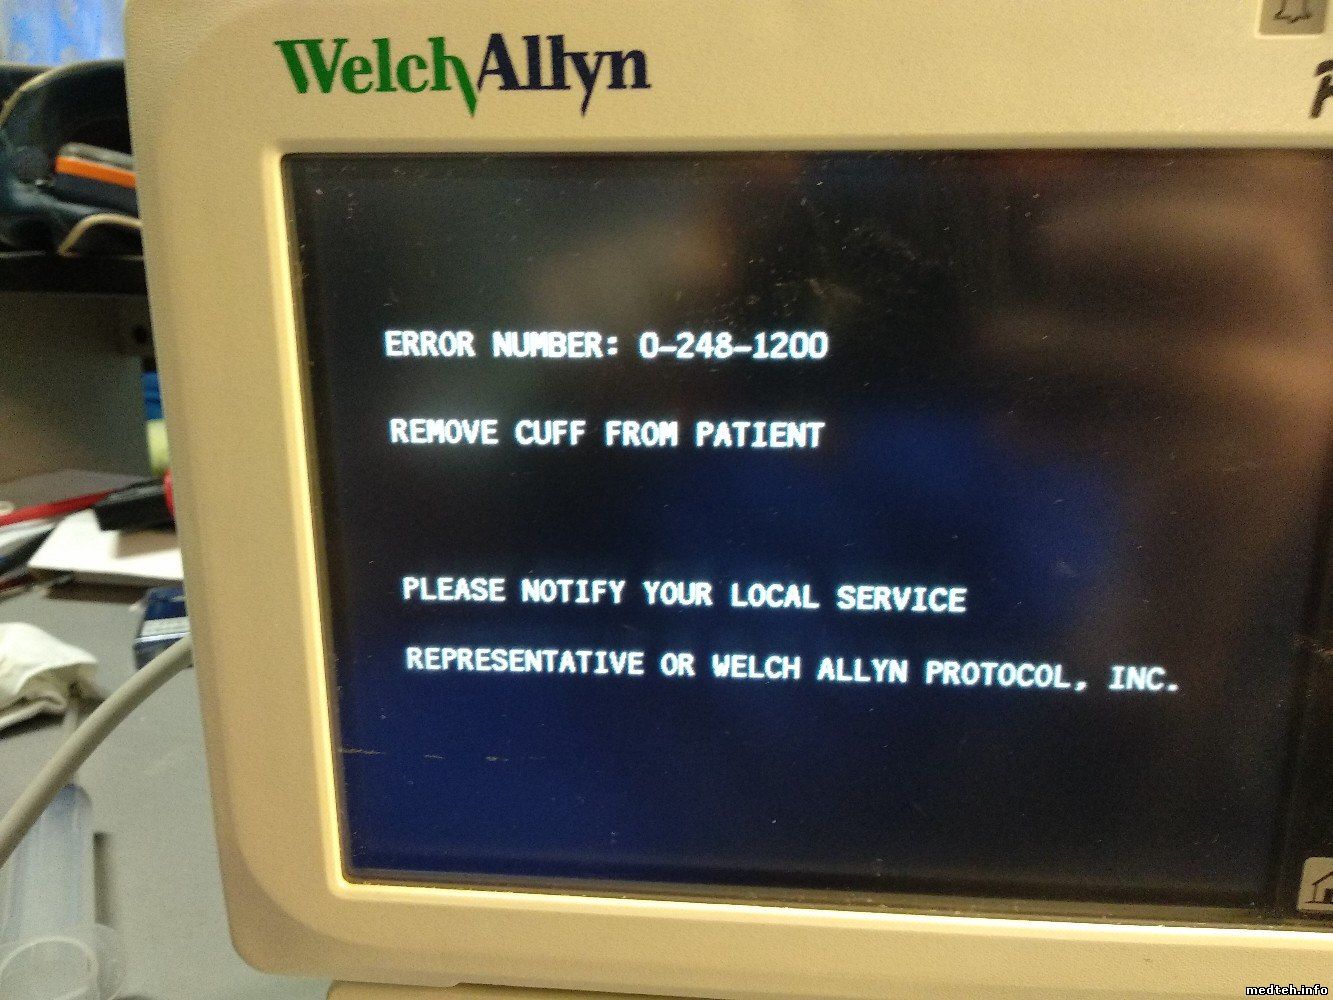 WelchAllyn
ERROR NUMBER: 0-248-1200
REMOVE CUFF FROM PATIENT
PLEASE NOTIFY YOUR LOCAL SERVICE
REPRESENTATIVE OR WELCH ALLYN PROTOCOL, INC.
medteh.info